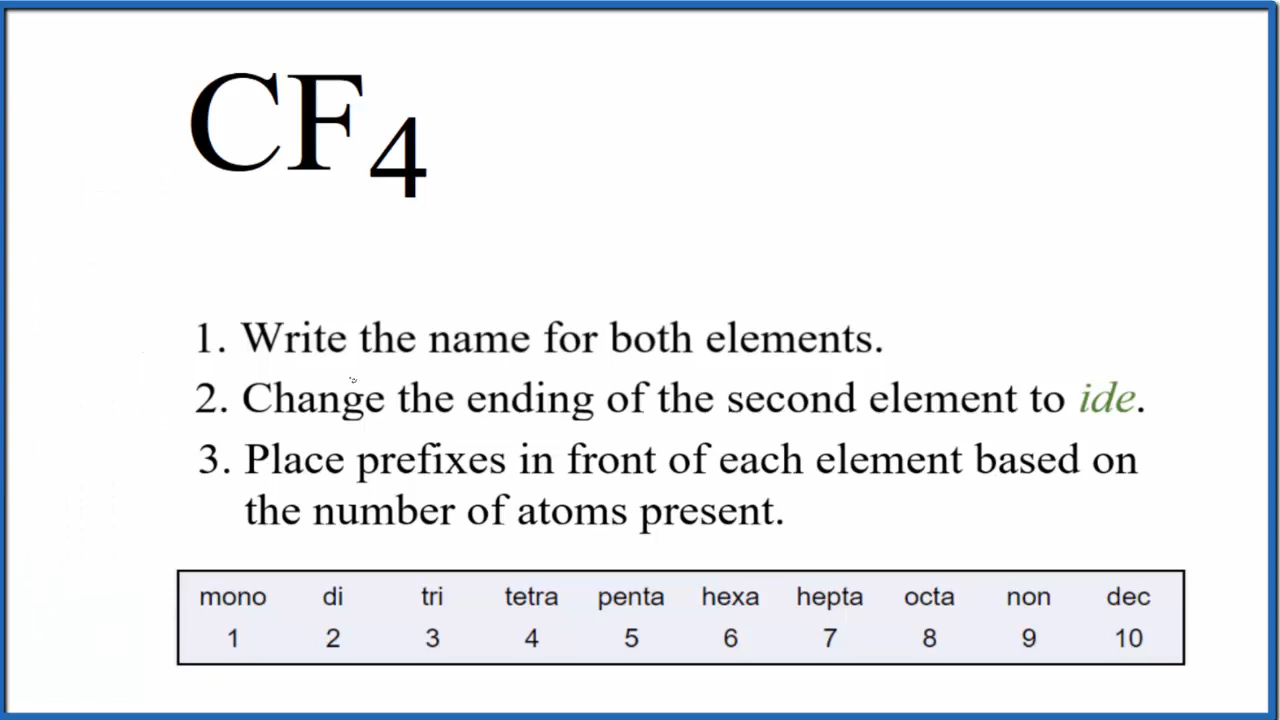 CF₄
1. Write the name for both elements.
2. Change the ending of the second element to ide.
3. Place prefixes in front of each element based on
the number of atoms present.
mono di tri tetra penta hexa hepta octa non dec
1 2 3 4 5 6 7 8 9 10